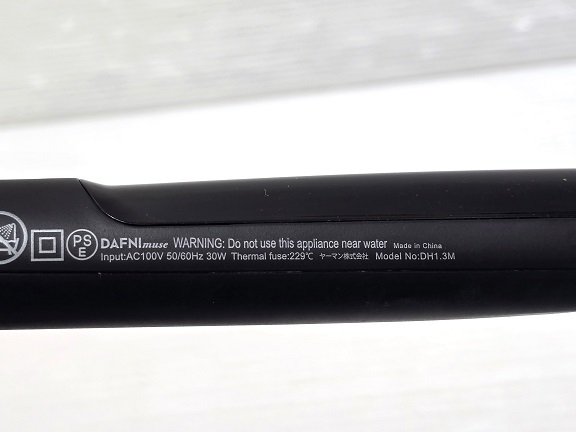 PS
E
DAFNI muse WARNING: Do not use this appliance near water Made in China
Input:AC100V 50/60Hz 30W Thermal fuse:229℃ ヤーマン株式会社 Model No:DH1.3M